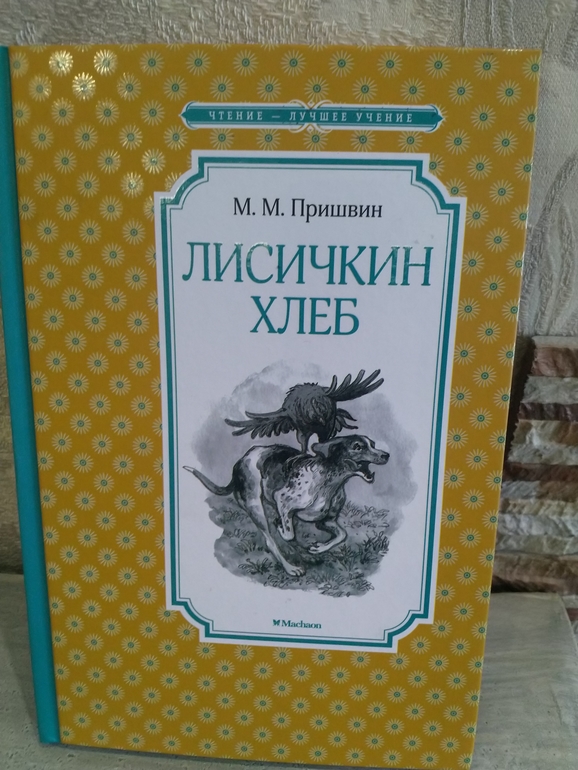 ЧТЕНИЕ — ЛУЧШЕЕ УЧЕНИЕ
М. М. Пришвин
ЛИСИЧКИН
ХЛЕБ
Machaon